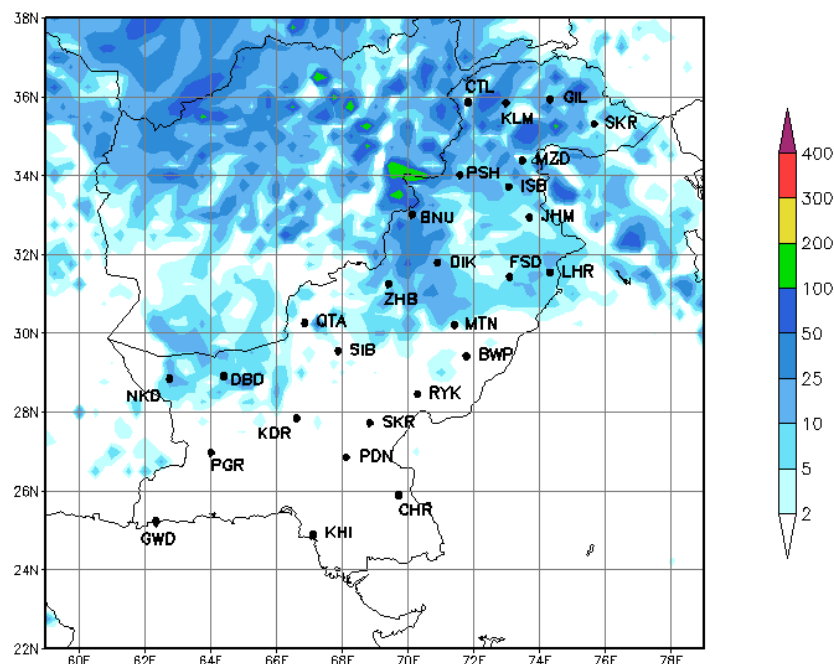 38N
36N
34N
32N
30N
28N
26N
24N
22N
60E
62E
64E
66E
68E
70E
72E
74E
76E
78E
CTL
GIL
KLM
SKR
MZD
PSH
ISB
BNU
JHM
DIK
FSD
LHR
ZHB
QTA
MTN
SIB
BWP
NKD
DBD
RYK
KDR
SKR
PGR
PDN
CHR
GWD
KHI
400
300
200
100
50
25
10
5
2